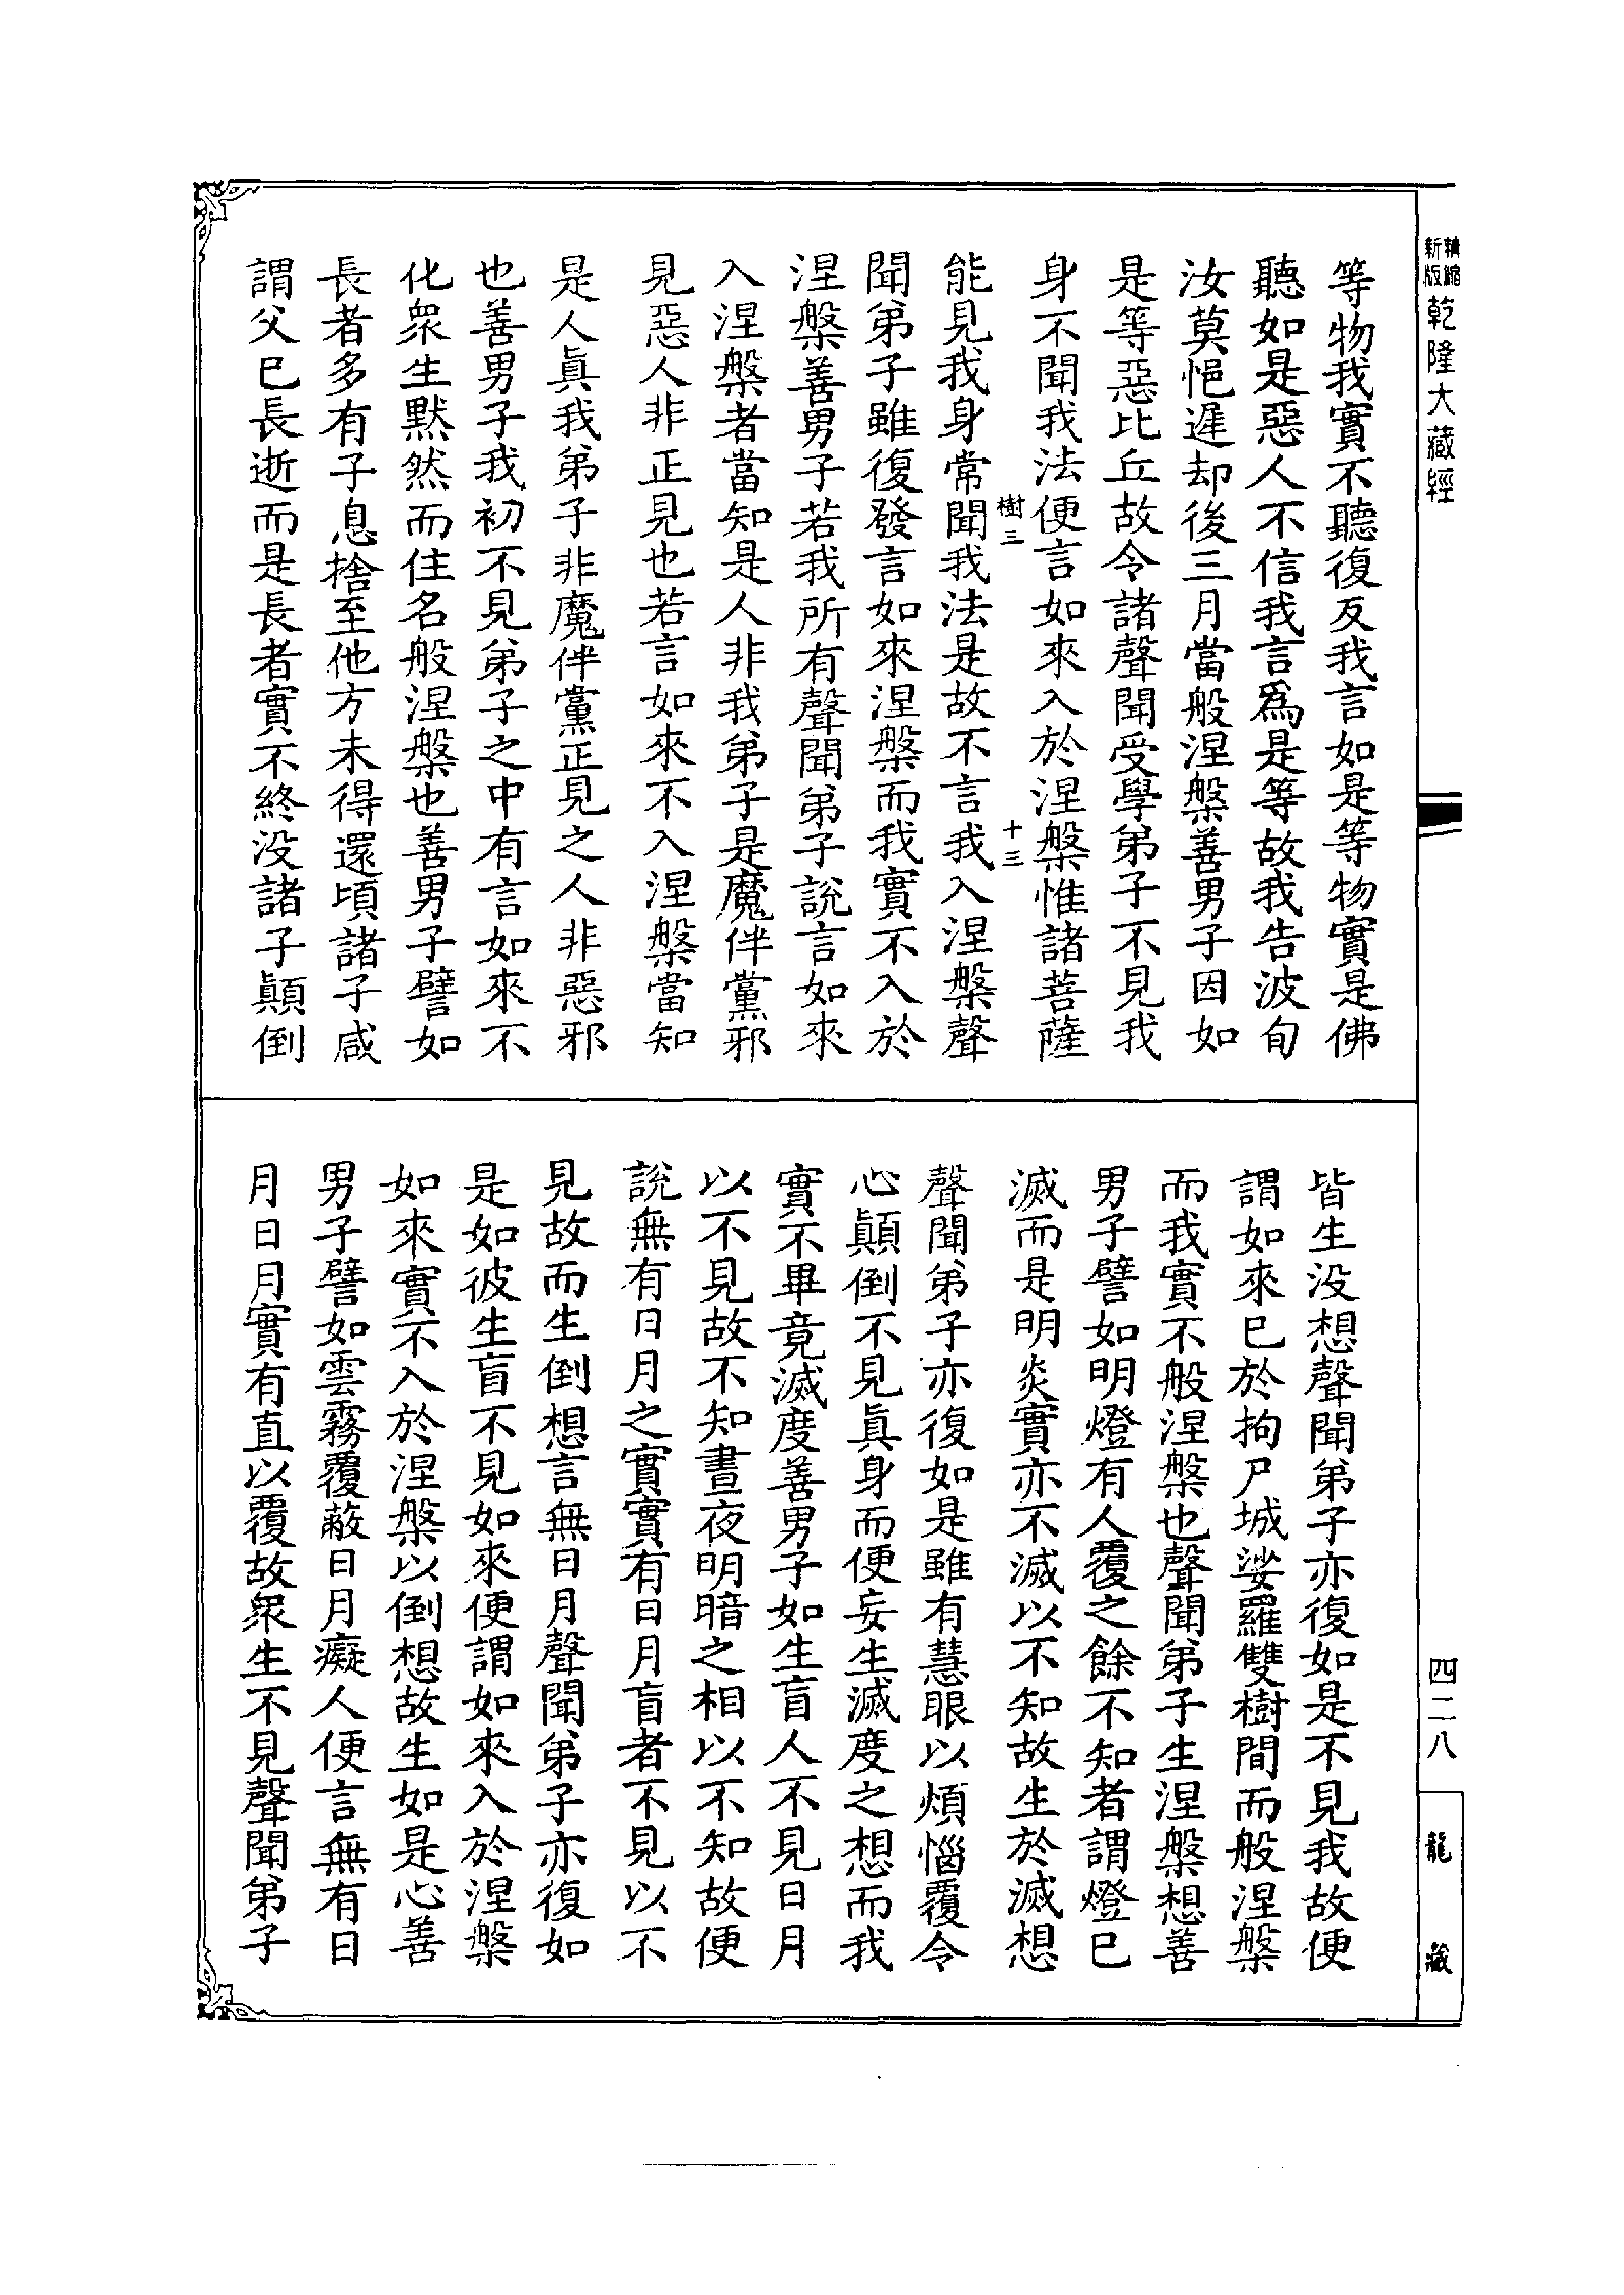 精縮新版乾隆大藏經
等物我實不聽復反我言如是等物實是佛
聽如是惡人不信我言爲是等故我告波旬
汝莫悒遲却後三月當般涅槃善男子因如
是等惡比丘故令諸聲聞受學弟子不見我
身不聞我法便言如來入於涅槃惟諸菩薩
樹三 十三
能見我身常聞我法是故不言我入涅槃聲
聞弟子雖復發言如來涅槃而我實不入於
涅槃善男子若我所有聲聞弟子說言如來
入涅槃者當知是人非我弟子是魔伴黨邪
見惡人非正見也若言如來不入涅槃當知
是人眞我弟子非魔伴黨正見之人非惡邪
也善男子我初不見弟子之中有言如來不
化衆生默然而住名般涅槃也善男子譬如
長者多有子息捨至他方未得還頃諸子咸
謂父已長逝而是長者實不終没諸子顛倒
皆生没想聲聞弟子亦復如是不見我故便
謂如來已於拘尸城娑羅雙樹間而般涅槃
而我實不般涅槃也聲聞弟子生涅槃想善
男子譬如明燈有人覆之餘不知者謂燈已
滅而是明炎實亦不滅以不知故生於滅想
聲聞弟子亦復如是雖有慧眼以煩惱覆令
心顛倒不見眞身而便妄生滅度之想而我
實不畢竟滅度善男子如生盲人不見日月
以不見故不知晝夜明暗之相以不知故便
說無有日月之實實有日月盲者不見以不
見故而生倒想言無日月聲聞弟子亦復如
是如彼生盲不見如來便謂如來入於涅槃
如來實不入於涅槃以倒想故生如是心善
男子譬如雲霧覆蔽日月癡人便言無有日
月日月實有直以覆故衆生不見聲聞弟子
四二八
龍藏